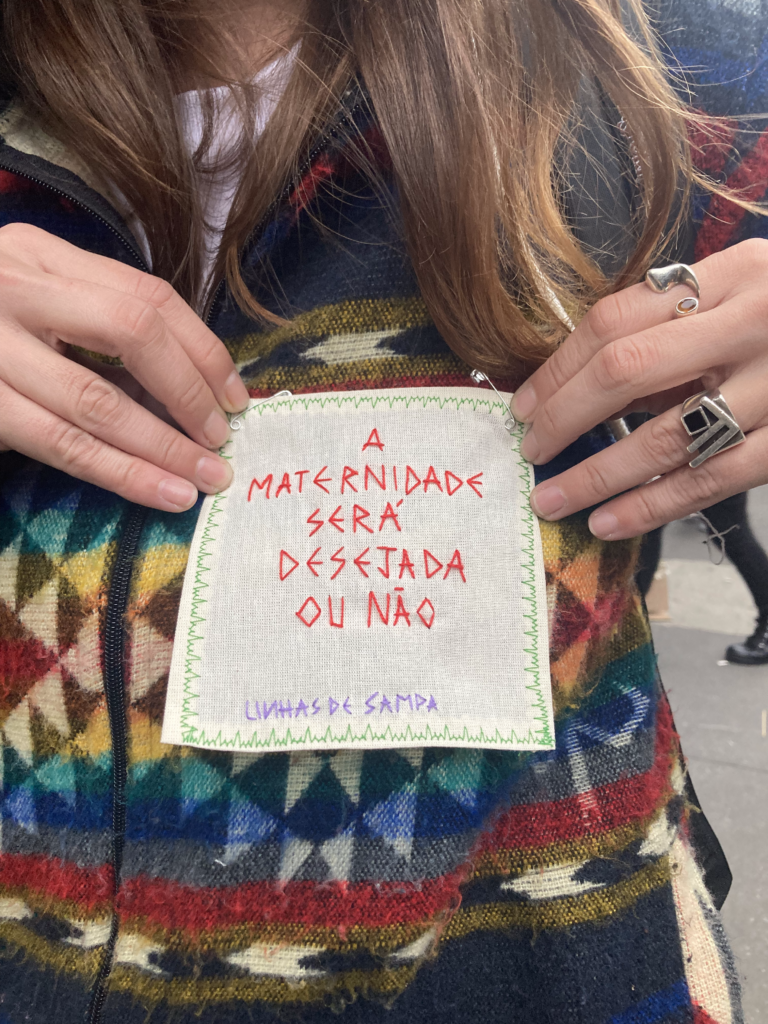 A
MATERNIDADE
SERÁ
DESEJADA
OU NÃO
LINHAS DE SAMPA